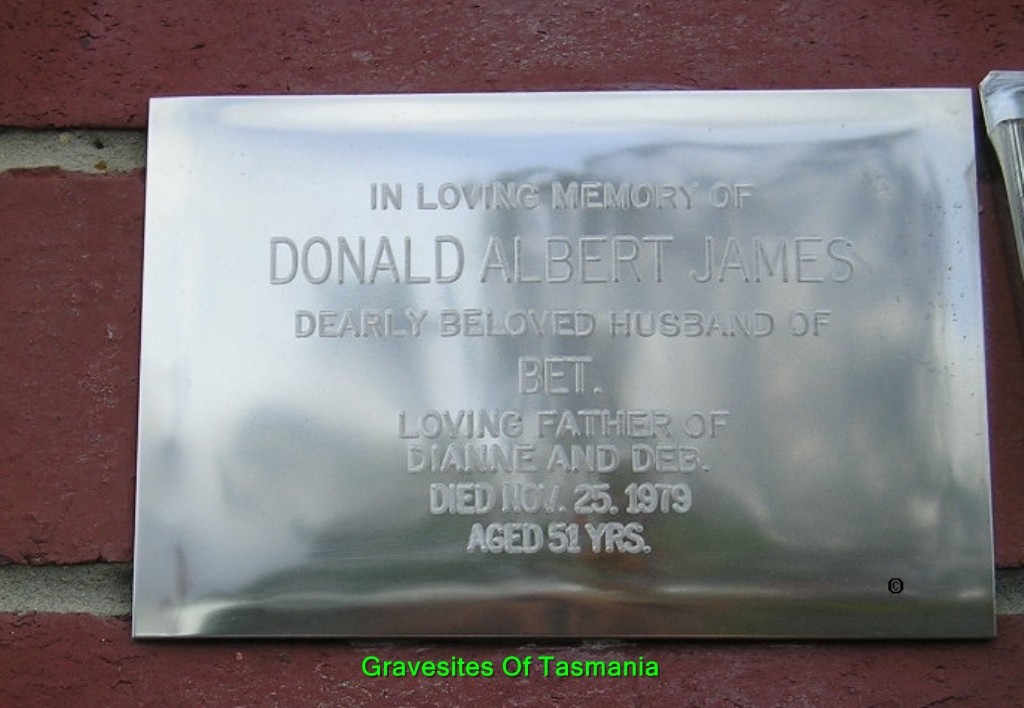 IN LOVING MEMORY OF
DONALD ALBERT JAMES
DEARLY BELOVED HUSBAND OF
BET.
LOVING FATHER OF
DIANNE AND DEB.
DIED NOV. 25. 1979
AGED 51 YRS.
©
Gravesites Of Tasmania